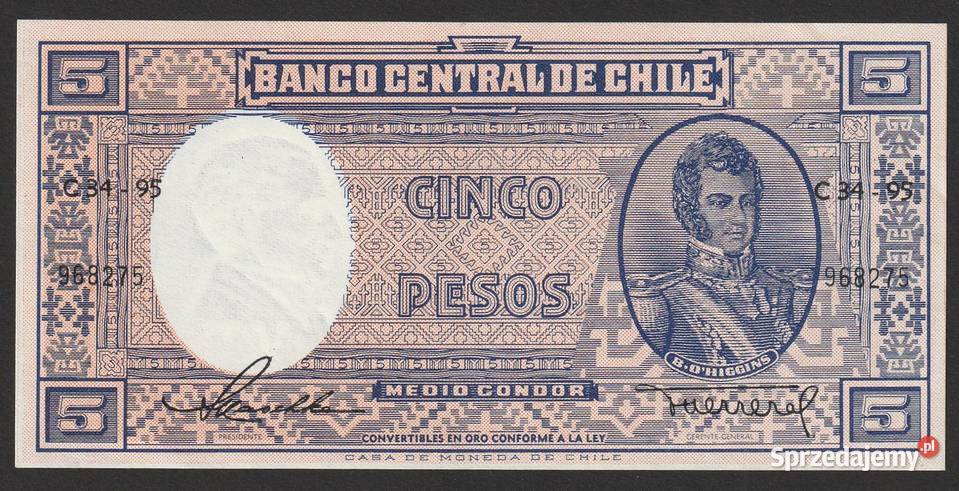 5 BANCO CENTRAL DE CHILE 5
C 34 - 95 CINCO C 34 - 95
968275 PESOS 968275
B. O'HIGGINS
MEDIO CONDOR
5 5
PRESIDENTE CONVERTIBLES EN ORO CONFORME A LA LEY GERENTE-GENERAL
CASA DE MONEDA DE CHILE
Sprzedajemy.pl